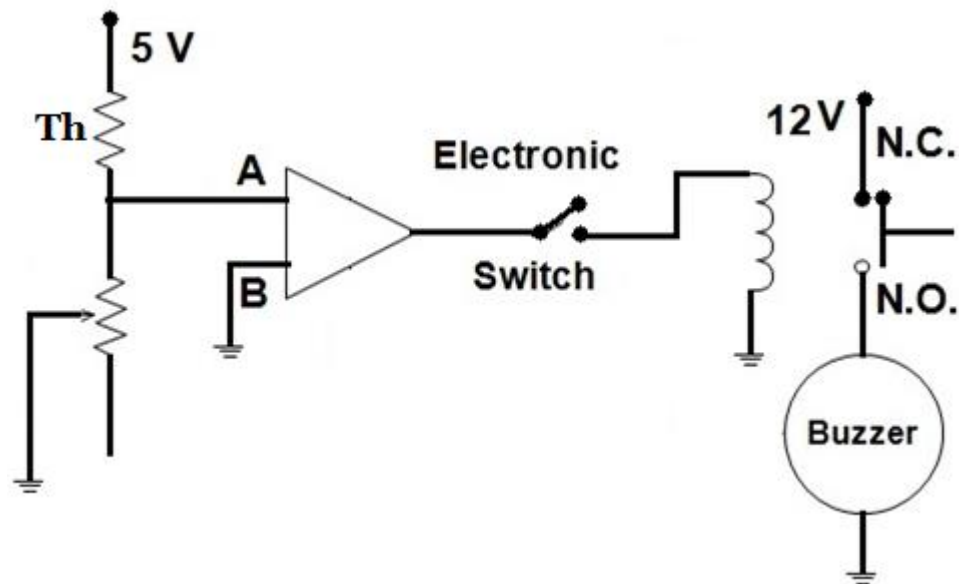 5 V
Th
A
B
Electronic
Switch
12V
N.C.
N.O.
Buzzer